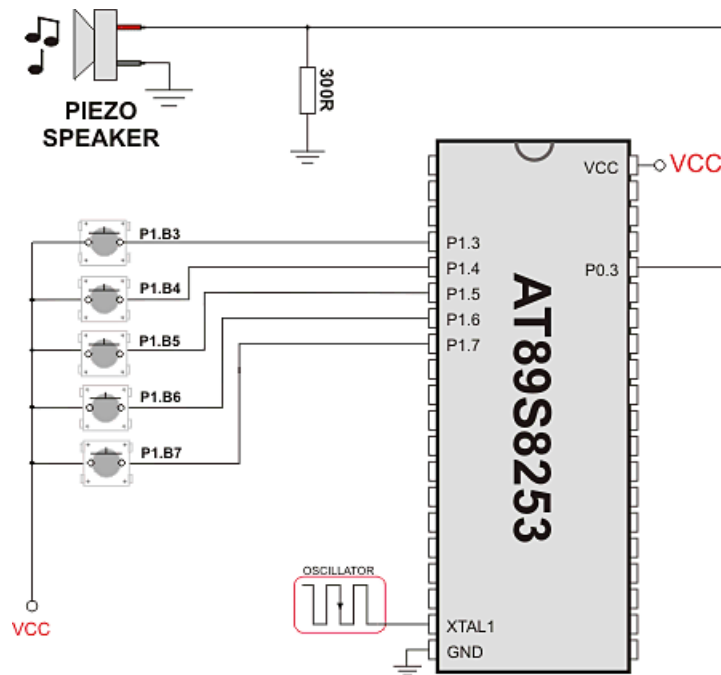 PIEZO
SPEAKER
300R
VCC
VCC
P1.B3
P1.3
P1.B4
P1.4
P0.3
P1.B5
P1.5
P1.B6
P1.6
P1.B7
P1.7
AT89S8253
OSCILLATOR
VCC
XTAL1
GND